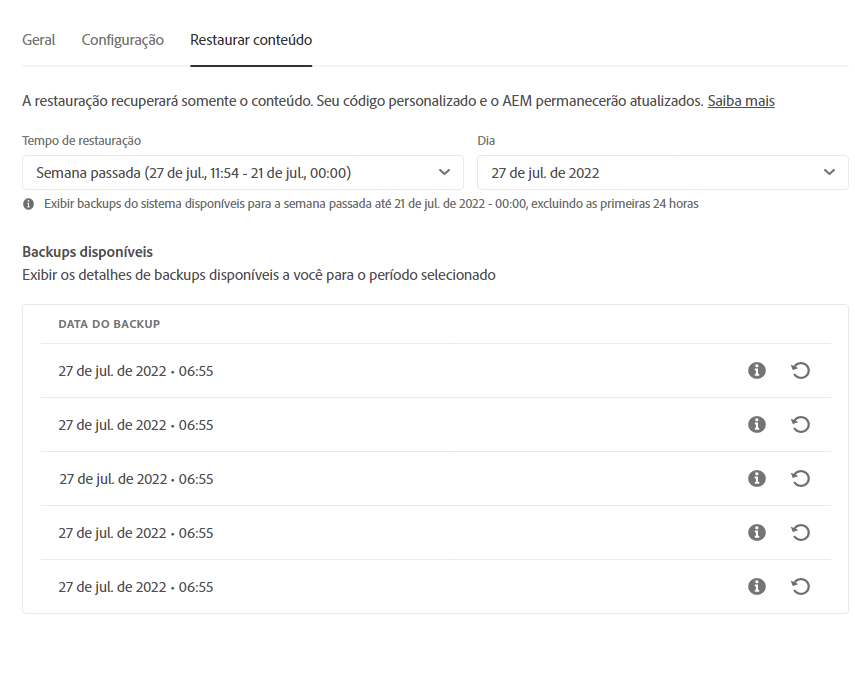 Geral Configuração Restaurar conteúdo
A restauração recuperará somente o conteúdo. Seu código personalizado e o AEM permanecerão atualizados. Saiba mais
Tempo de restauração Dia
Semana passada (27 de jul., 11:54 - 21 de jul., 00:00) 27 de jul. de 2022
Exibir backups do sistema disponíveis para a semana passada até 21 de jul. de 2022 - 00:00, excluindo as primeiras 24 horas
Backups disponíveis
Exibir os detalhes de backups disponíveis a você para o período selecionado
DATA DO BACKUP
27 de jul. de 2022 • 06:55
27 de jul. de 2022 • 06:55
27 de jul. de 2022 • 06:55
27 de jul. de 2022 • 06:55
27 de jul. de 2022 • 06:55